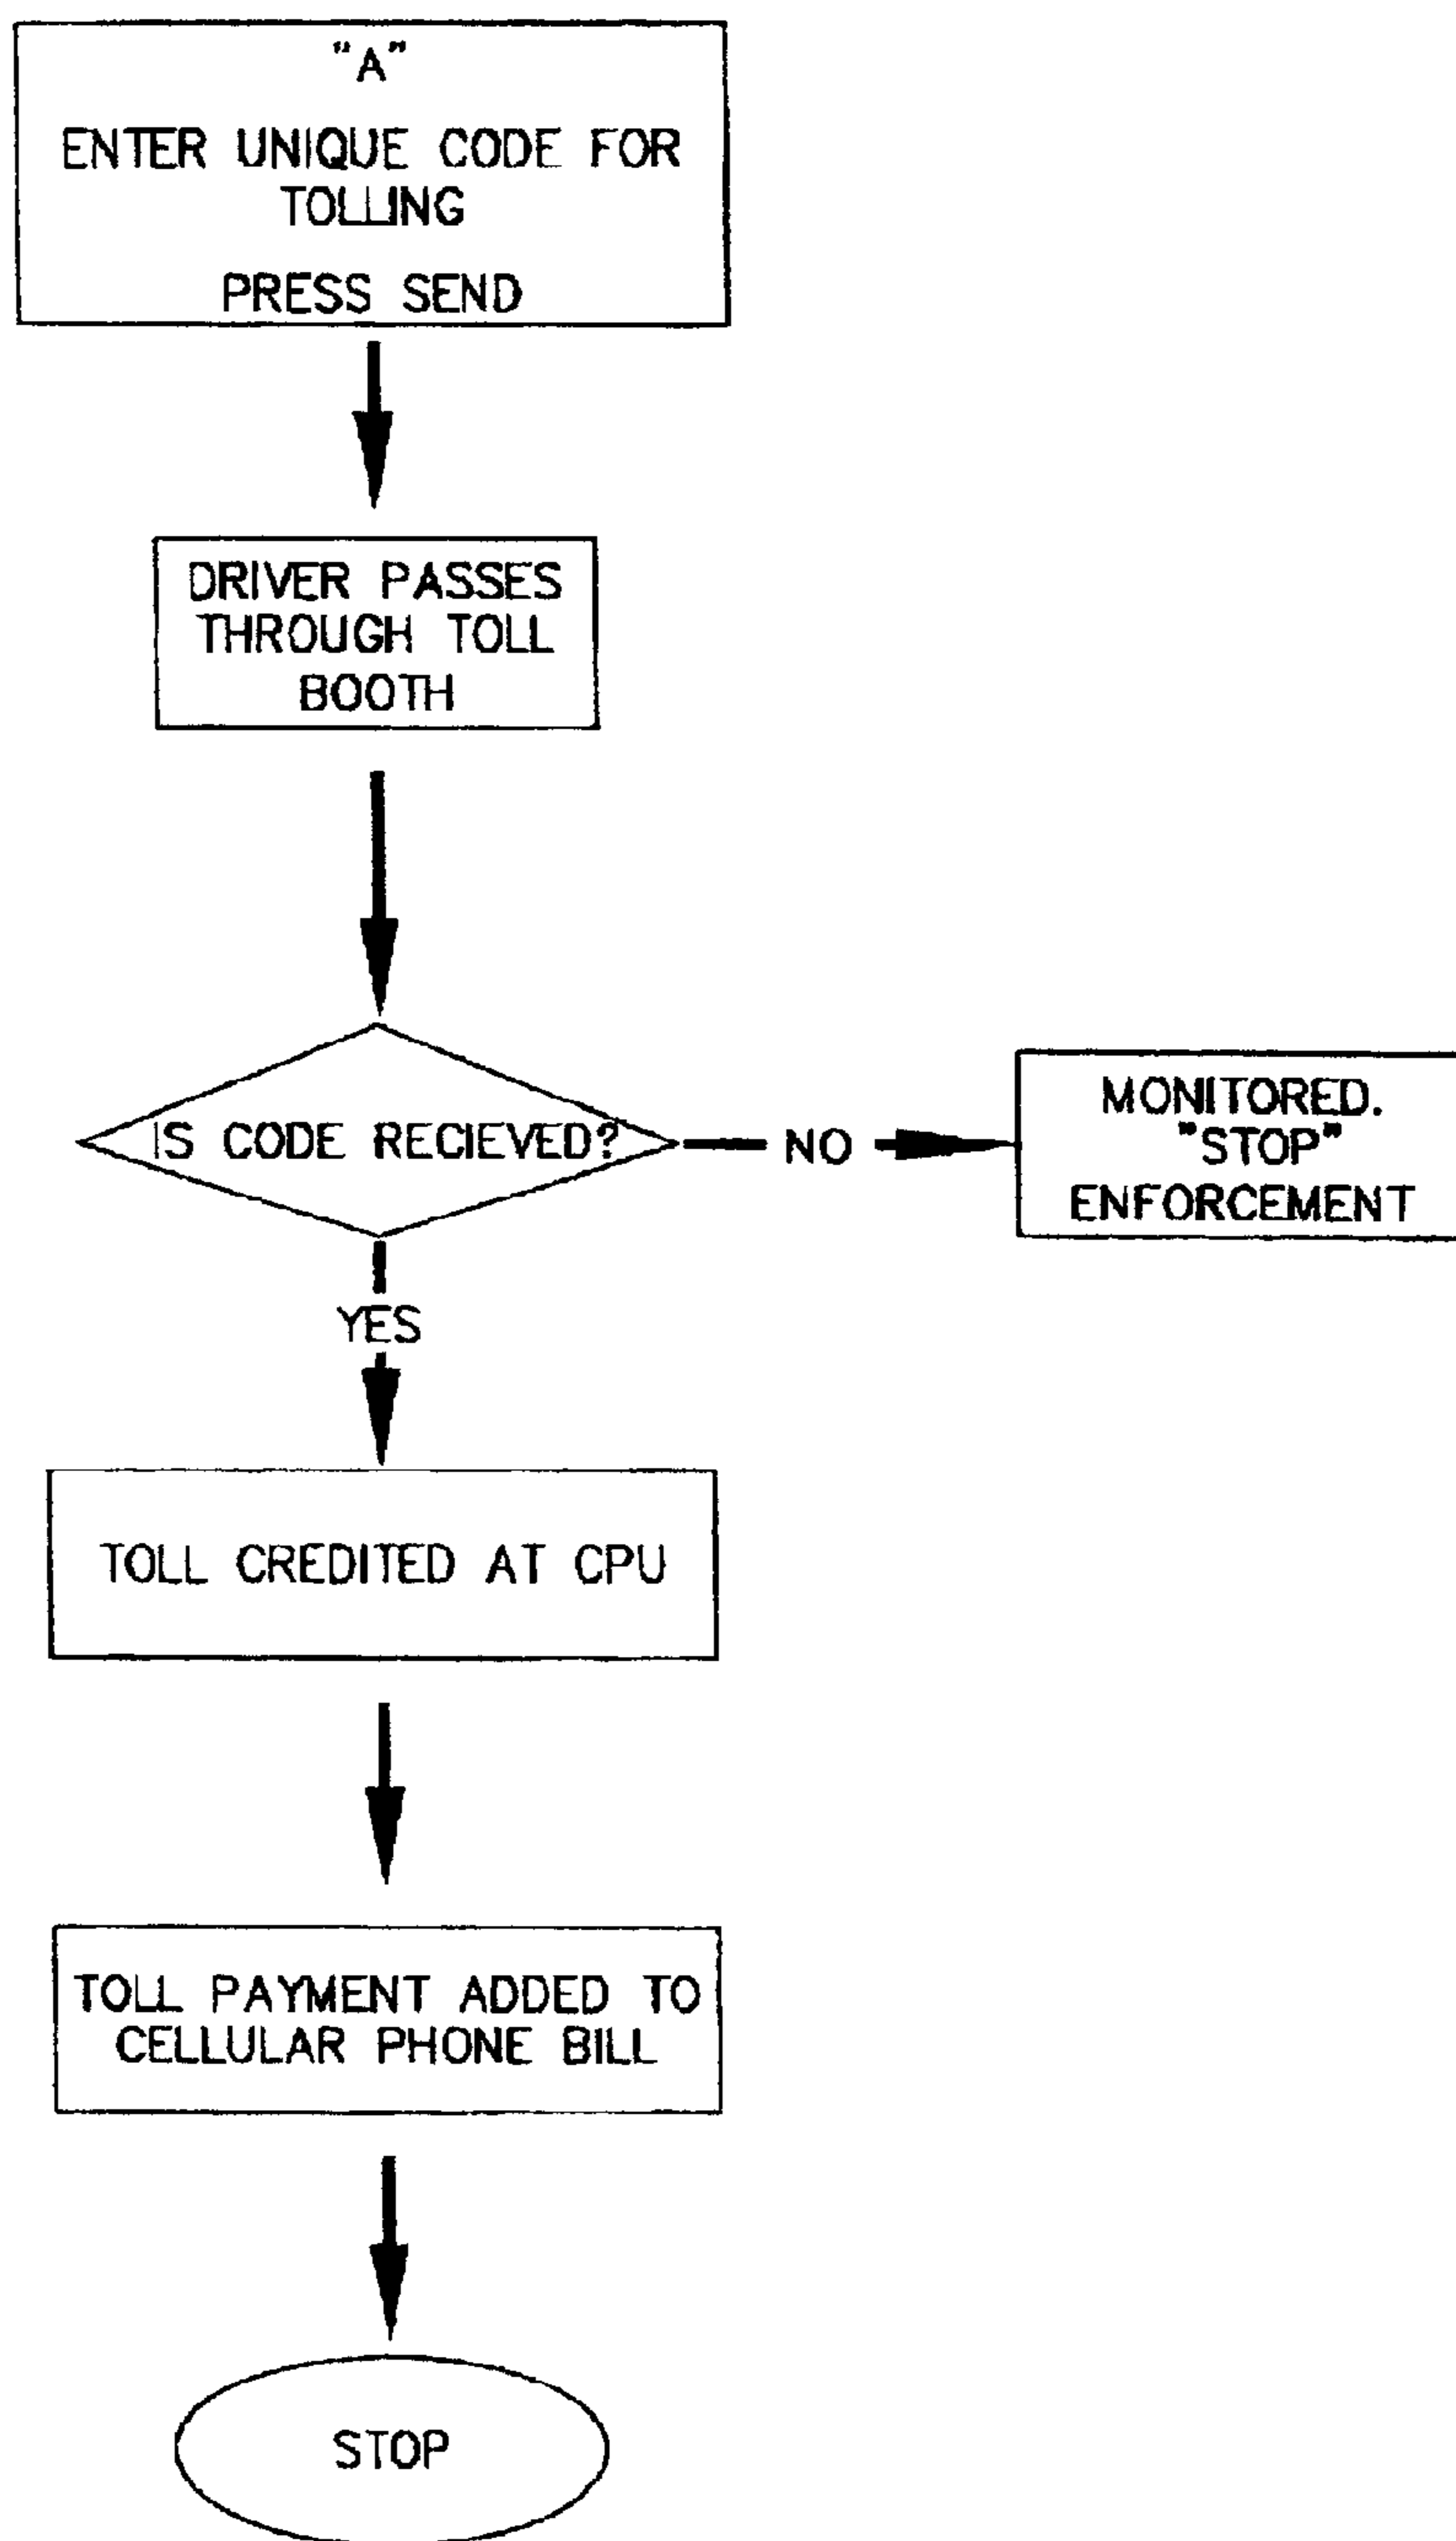 "A"
ENTER UNIQUE CODE FOR
TOLLING
PRESS SEND
DRIVER PASSES
THROUGH TOLL
BOOTH
IS CODE RECIEVED?
NO
MONITORED.
"STOP"
ENFORCEMENT
YES
TOLL CREDITED AT CPU
TOLL PAYMENT ADDED TO
CELLULAR PHONE BILL
STOP